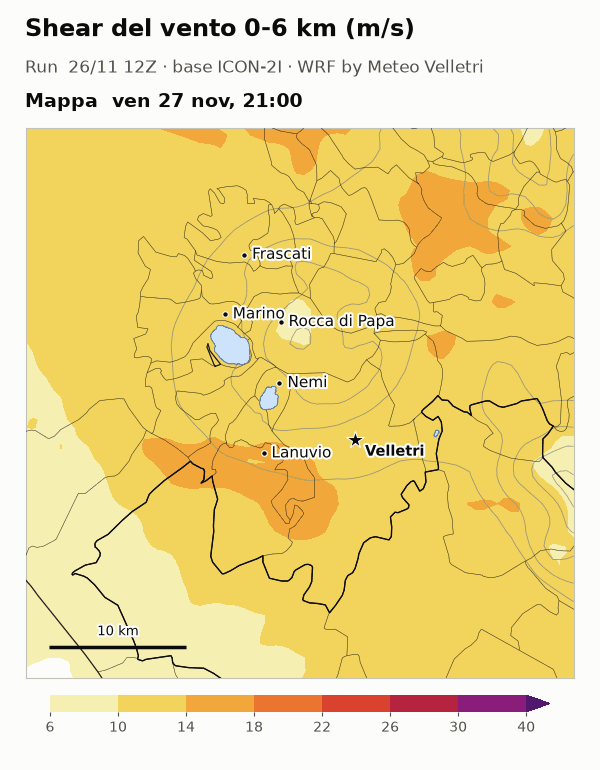 Shear del vento 0-6 km (m/s)
Run  26/11 12Z · base ICON-2I · WRF by Meteo Velletri
Mappa  ven 27 nov, 21:00
Frascati
Marino
Rocca di Papa
Nemi
Velletri
Lanuvio
10 km
6 10 14 18 22 26 30 40